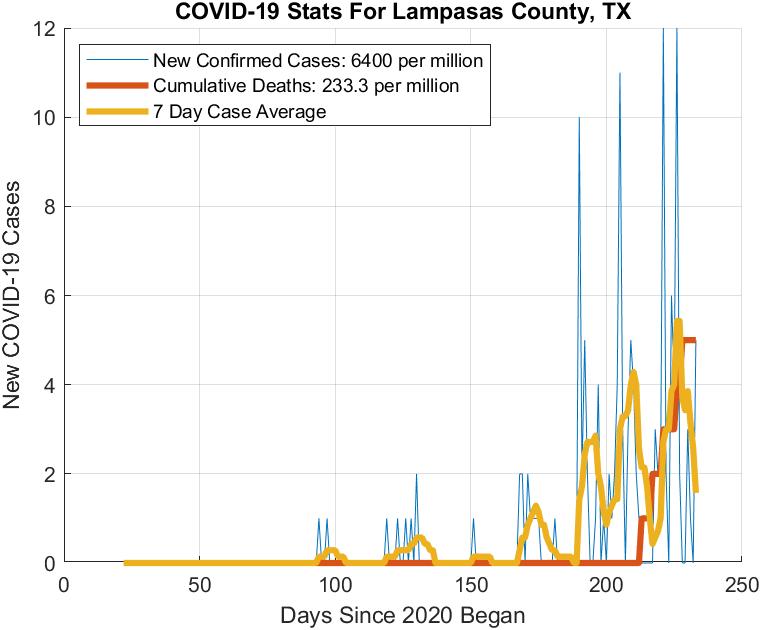 COVID-19 Stats For Lampasas County, TX
New Confirmed Cases: 6400 per million
Cumulative Deaths: 233.3 per million
7 Day Case Average
New COVID-19 Cases
12
10
8
6
4
2
0
0 50 100 150 200 250
Days Since 2020 Began